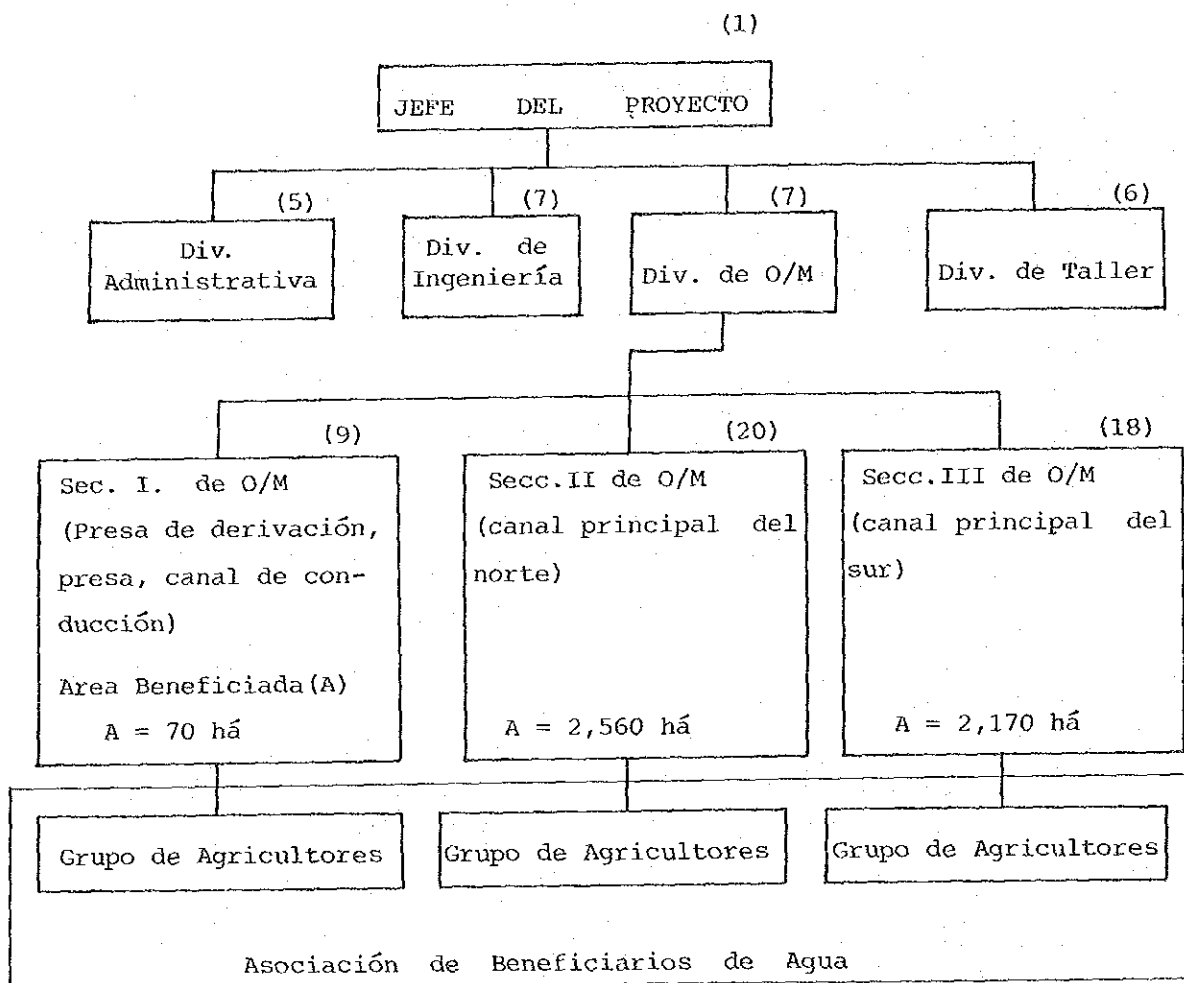 (1)
JEFE DEL PROYECTO
(5)
Div.
Administrativa
(7)
Div. de
Ingeniería
(7)
Div. de O/M
(6)
Div. de Taller
(9)
Sec. I. de O/M
(Presa de derivación,
presa, canal de con-
ducción)
Area Beneficiada(A)
A = 70 há
(20)
Secc.II de O/M
(canal principal del
norte)
A = 2,560 há
(18)
Secc.III de O/M
(canal principal del
sur)
A = 2,170 há
Grupo de Agricultores
Grupo de Agricultores
Grupo de Agricultores
Asociación de Beneficiarios de Agua